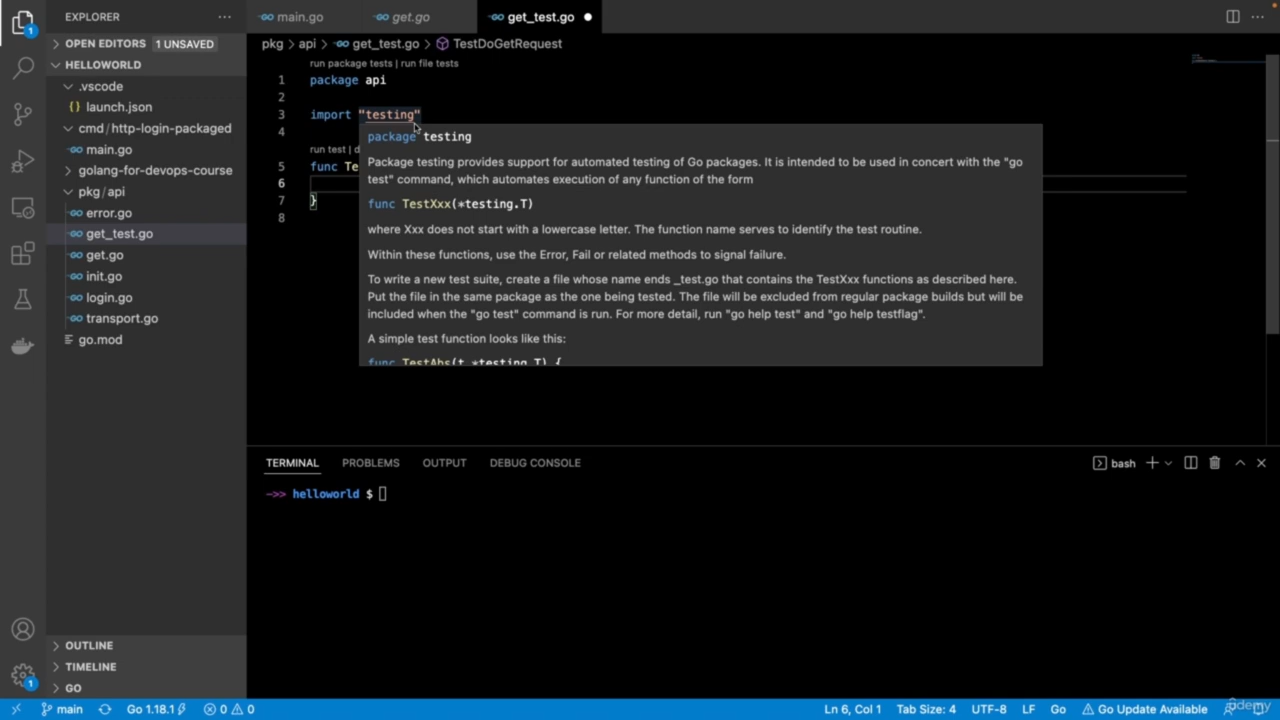 EXPLORER
main.go
get.go
get_test.go
1
OPEN EDITORS
1 UNSAVED
pkg
api
get_test.go
TestDoGetRequest
HELLOWORLD
run package tests | run file tests
1
package api
.vscode
2
launch.json
3
import "testing"
cmd/http-login-packaged
4
package testing
main.go
run test | d
Package testing provides support for automated testing of Go packages. It is intended to be used in concert with the "go
5
func Te
golang-for-devops-course
test" command, which automates execution of any function of the form
6
pkg/api
7
}
func TestXxx(*testing.T)
error.go
8
where Xxx does not start with a lowercase letter. The function name serves to identify the test routine.
get_test.go
Within these functions, use the Error, Fail or related methods to signal failure.
get.go
To write a new test suite, create a file whose name ends _test.go that contains the TestXxx functions as described here.
init.go
Put the file in the same package as the one being tested. The file will be excluded from regular package builds but will be
login.go
included when the "go test" command is run. For more detail, run "go help test" and "go help testflag".
transport.go
A simple test function looks like this:
go.mod
func TestAbs(t *testing.T) {
TERMINAL
PROBLEMS
OUTPUT
DEBUG CONSOLE
bash
->> helloworld $
OUTLINE
TIMELINE
GO
1
main
Go 1.18.1
0
0
Ln 6, Col 1
Tab Size: 4
UTF-8
LF
Go
Go Update Available
ûdemy